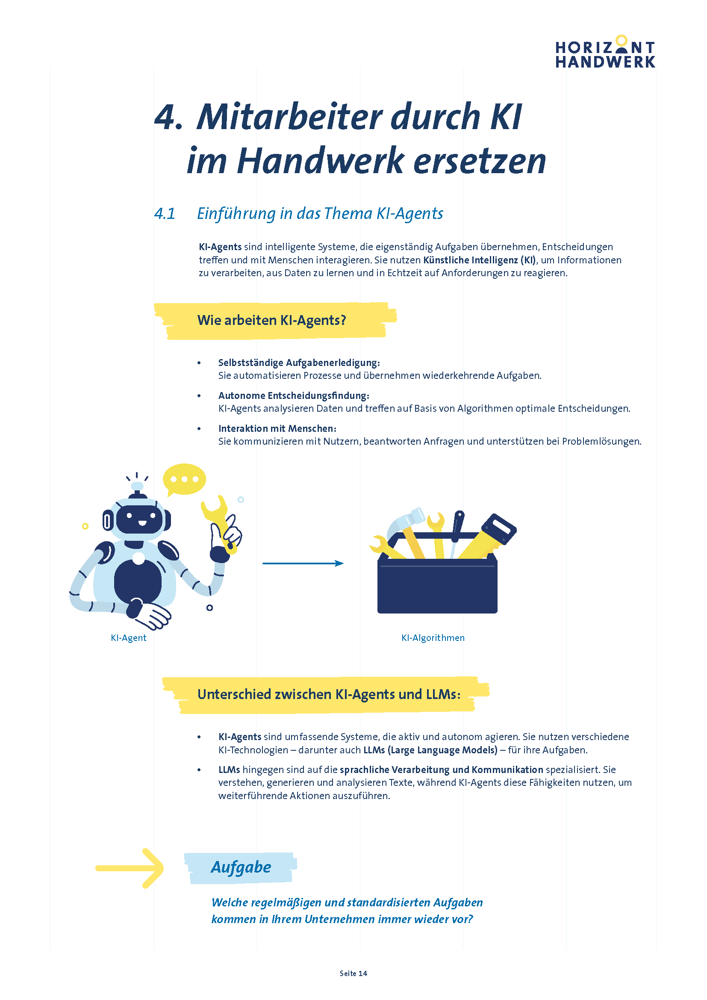 HORIZONT
HANDWERK
4. Mitarbeiter durch KI
im Handwerk ersetzen
4.1 Einführung in das Thema KI-Agents
KI-Agents sind intelligente Systeme, die eigenständig Aufgaben übernehmen, Entscheidungen
treffen und mit Menschen interagieren. Sie nutzen Künstliche Intelligenz (KI), um Informationen
zu verarbeiten, aus Daten zu lernen und in Echtzeit auf Anforderungen zu reagieren.
Wie arbeiten KI-Agents?
• Selbstständige Aufgabenerledigung:
Sie automatisieren Prozesse und übernehmen wiederkehrende Aufgaben.
• Autonome Entscheidungsfindung:
KI-Agents analysieren Daten und treffen auf Basis von Algorithmen optimale Entscheidungen.
• Interaktion mit Menschen:
Sie kommunizieren mit Nutzern, beantworten Anfragen und unterstützen bei Problemlösungen.
KI-Agent
KI-Algorithmen
Unterschied zwischen KI-Agents und LLMs:
• KI-Agents sind umfassende Systeme, die aktiv und autonom agieren. Sie nutzen verschiedene
KI-Technologien – darunter auch LLMs (Large Language Models) – für ihre Aufgaben.
• LLMs hingegen sind auf die sprachliche Verarbeitung und Kommunikation spezialisiert. Sie
verstehen, generieren und analysieren Texte, während KI-Agents diese Fähigkeiten nutzen, um
weiterführende Aktionen auszuführen.
Aufgabe
Welche regelmäßigen und standardisierten Aufgaben
kommen in Ihrem Unternehmen immer wieder vor?
Seite 14